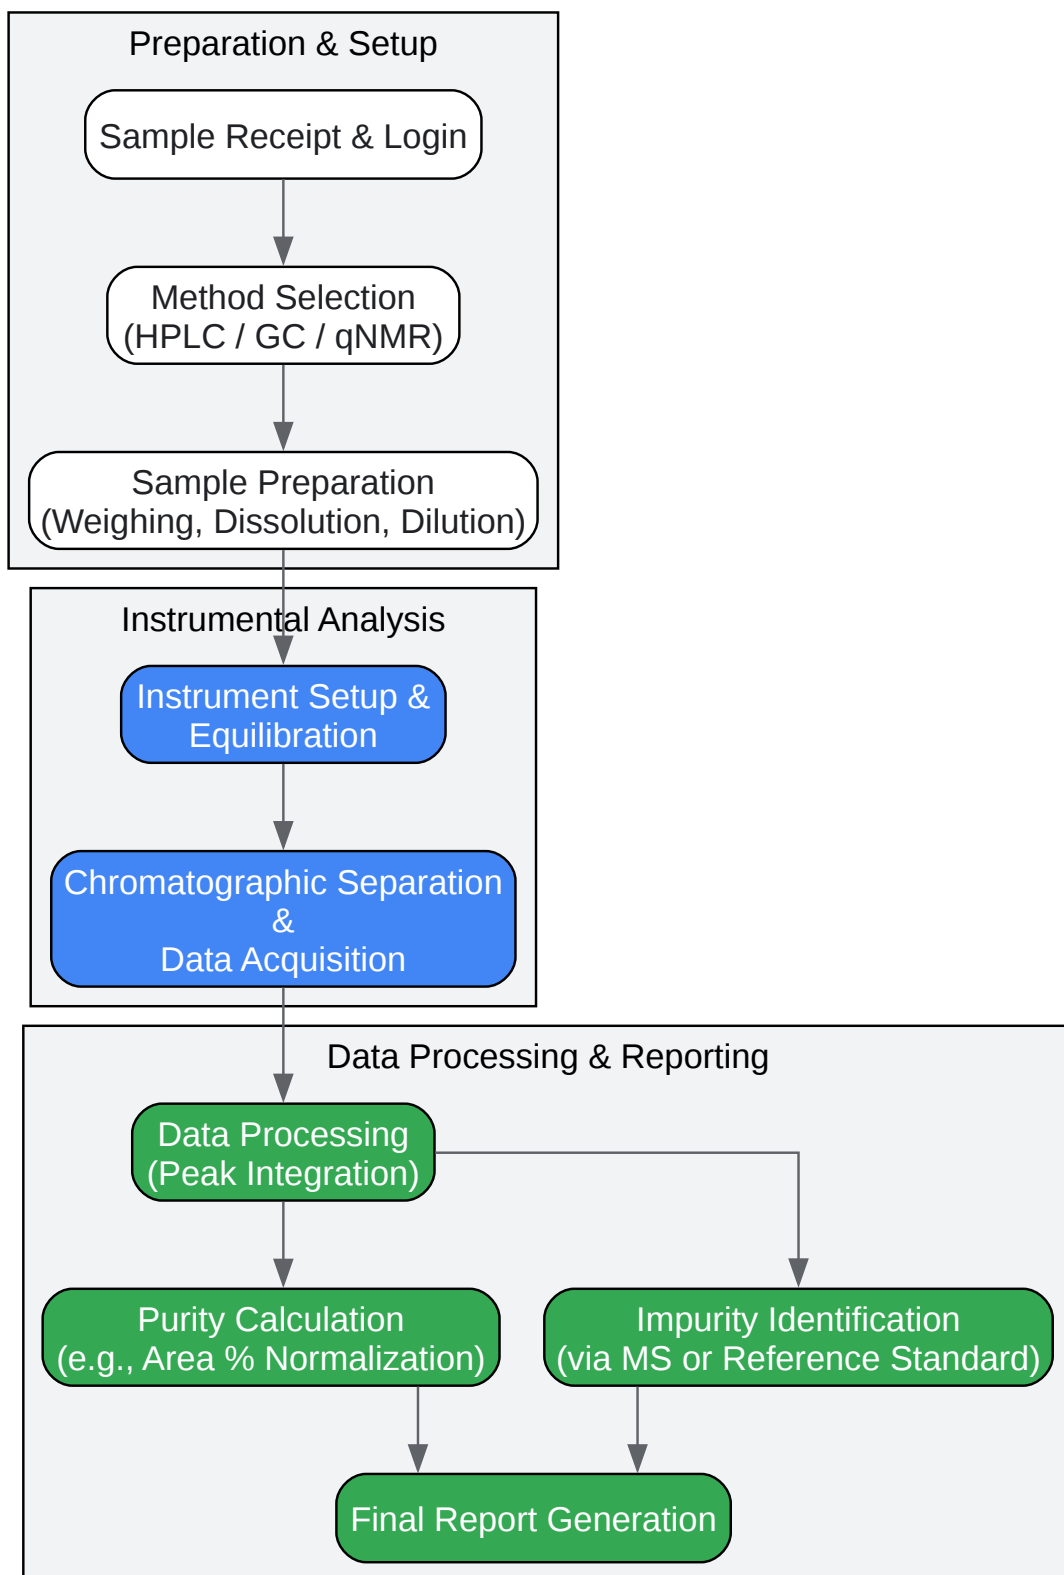 Preparation & Setup
Sample Receipt & Login
Method Selection
(HPLC / GC / qNMR)
Sample Preparation
(Weighing, Dissolution, Dilution)
Instrumental Analysis
Instrument Setup &
Equilibration
Chromatographic Separation
&
Data Acquisition
Data Processing & Reporting
Data Processing
(Peak Integration)
Purity Calculation
(e.g., Area % Normalization)
Impurity Identification
(via MS or Reference Standard)
Final Report Generation